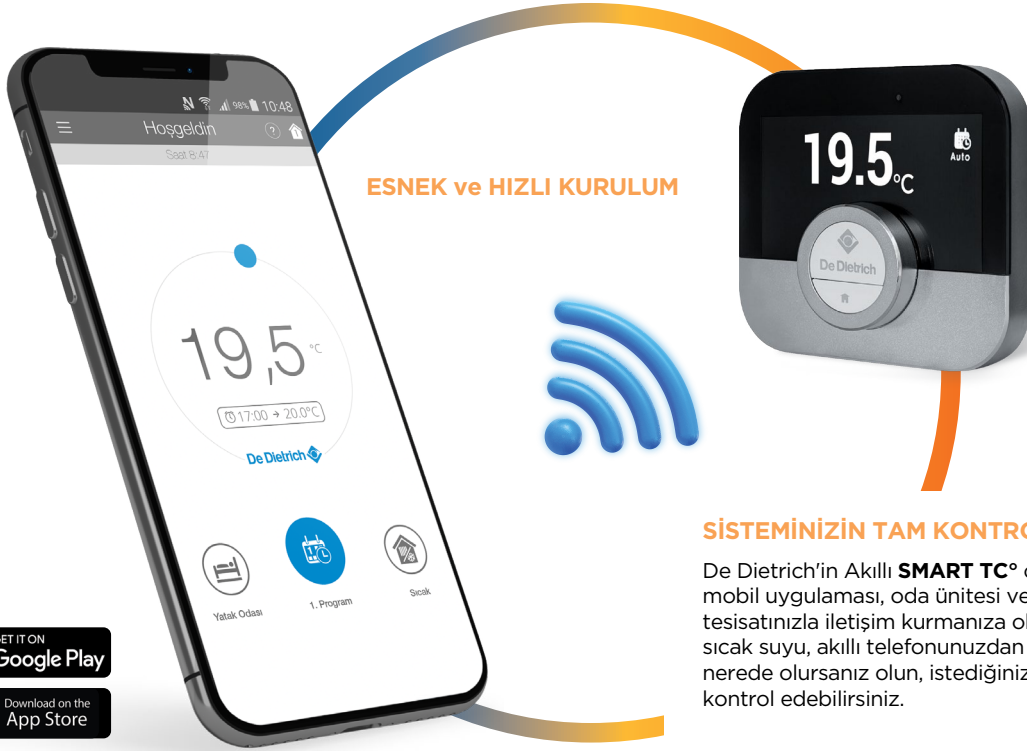 98% 10:48
Hoşgeldin ?
Saat 8:47
19,5 °C
17:00 → 20.0°C
De Dietrich
Yatak Odası
1. Program
Sıcak
GET IT ON
Google Play
Download on the
App Store
ESNEK ve HIZLI KURULUM
19.5 °C
Auto
De Dietrich
SİSTEMİNİZİN TAM
De Dietrich'in Akıllı SMART TC°
mobil uygulaması, oda ünitesi ve
tesisatınızla iletişim kurmanıza
sıcak suyu, akıllı telefonunuzdan
nerede olursanız olun,
kontrol edebilirsiniz.